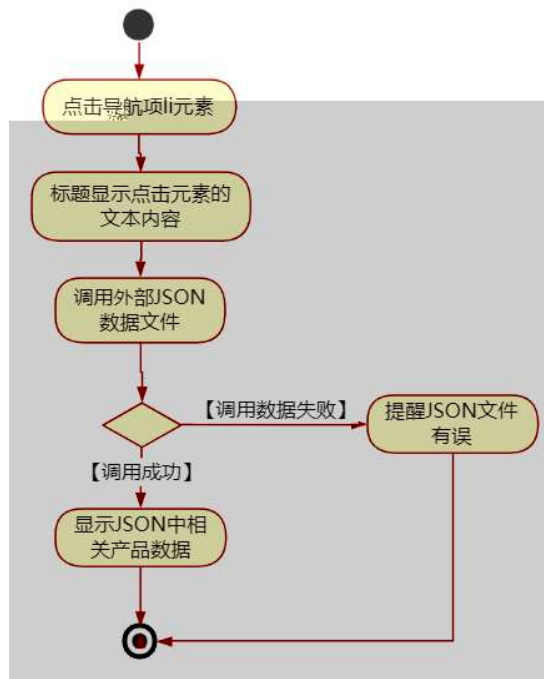 点击导航项li元素
标题显示点击元素的
文本内容
调用外部JSON
数据文件
【调用数据失败】
提醒JSON文件
有误
【调用成功】
显示JSON中相
关产品数据